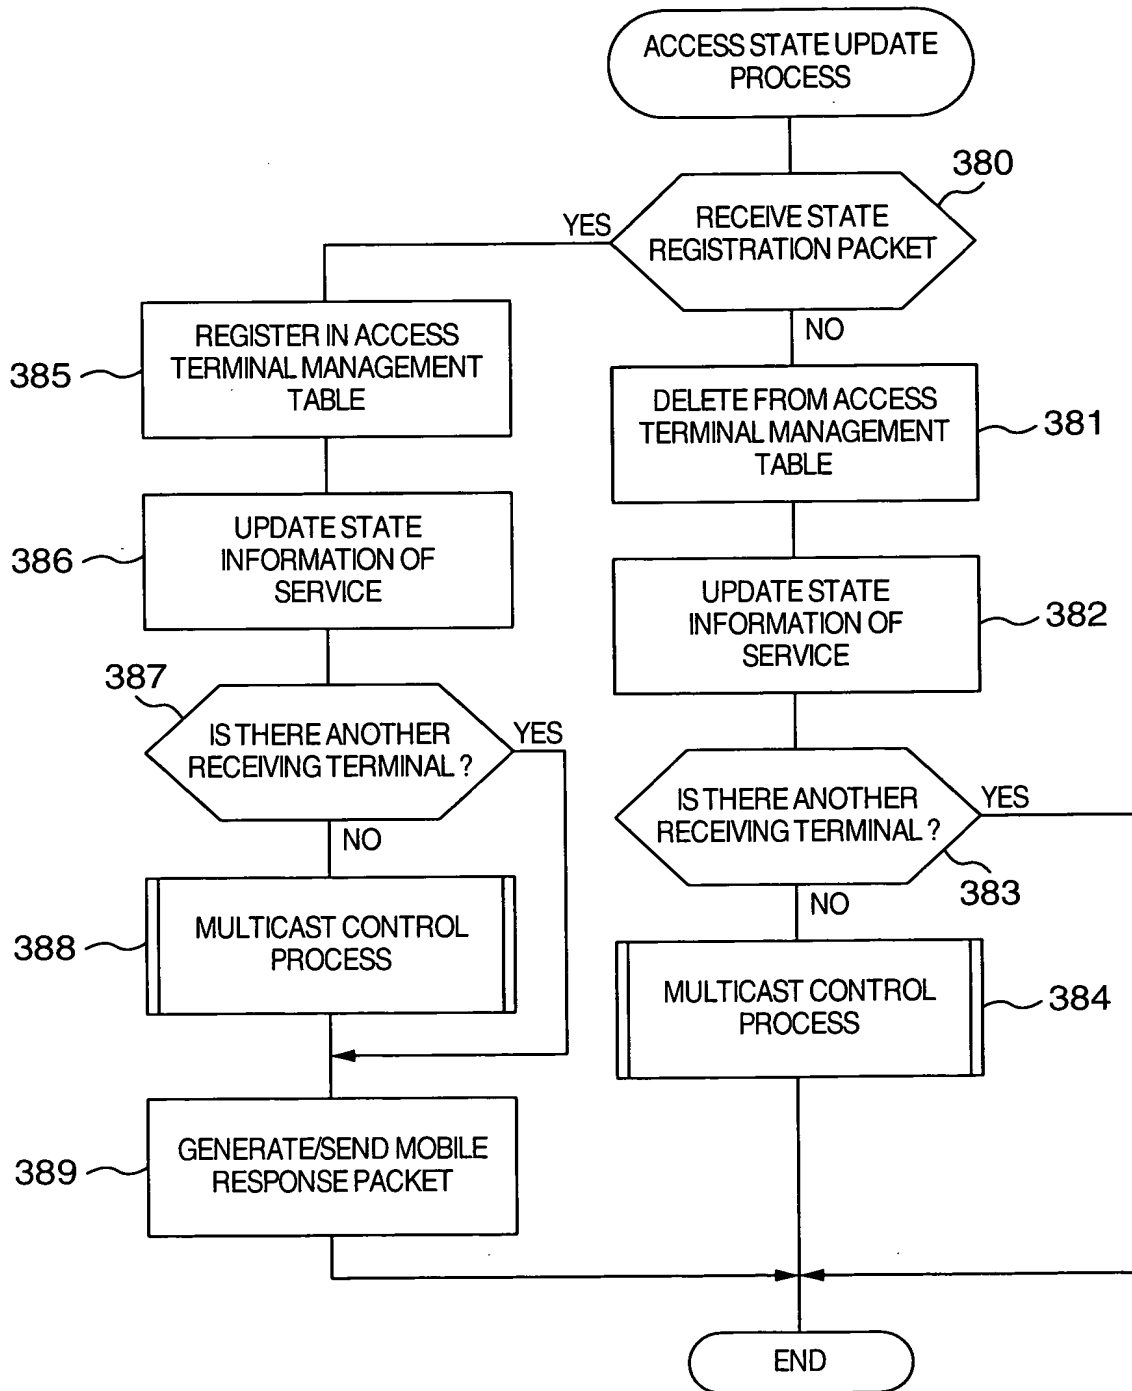 ACCESS STATE UPDATE
PROCESS
380
RECEIVE STATE
REGISTRATION PACKET
YES
NO
REGISTER IN ACCESS
TERMINAL MANAGEMENT
TABLE
385
DELETE FROM ACCESS
TERMINAL MANAGEMENT
TABLE
381
UPDATE STATE
INFORMATION OF
SERVICE
386
UPDATE STATE
INFORMATION OF
SERVICE
382
387
IS THERE ANOTHER
RECEIVING TERMINAL ?
YES
NO
IS THERE ANOTHER
RECEIVING TERMINAL ?
YES
383
NO
MULTICAST CONTROL
PROCESS
388
MULTICAST CONTROL
PROCESS
384
GENERATE/SEND MOBILE
RESPONSE PACKET
389
END